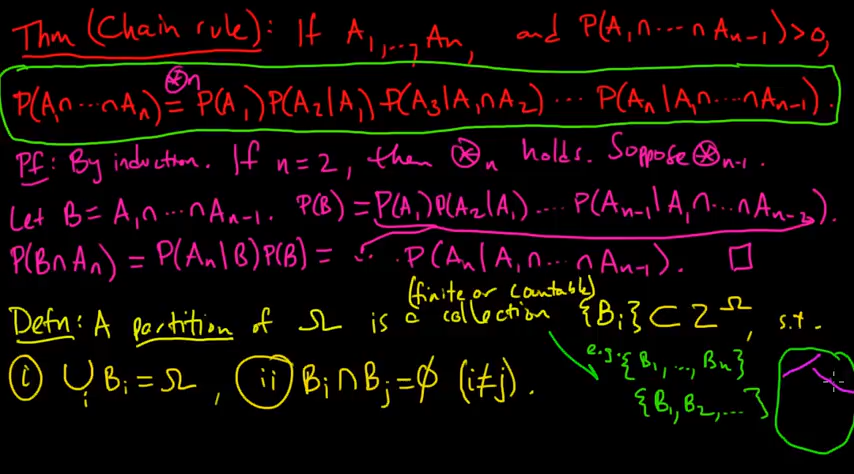 Thm (Chain rule): If A₁,...,Aₙ, and P(A₁∩⋯∩Aₙ₋₁)>0,
P(A₁∩⋯∩Aₙ) =^{⊛n} P(A₁)P(A₂|A₁)P(A₃|A₁∩A₂)⋯P(Aₙ|A₁∩⋯∩Aₙ₋₁).
Pf: By induction. If n=2, then ⊛ₙ holds. Suppose ⊛ₙ₋₁.
Let B=A₁∩⋯∩Aₙ₋₁. P(B)=P(A₁)P(A₂|A₁)....P(Aₙ₋₁|A₁∩⋯∩Aₙ₋₂).
P(B∩Aₙ)=P(Aₙ|B)P(B)= ... P(Aₙ|A₁∩...∩Aₙ₋₁). □
(finite or countable)
Defn: A partition of Ω is a collection {Bᵢ}⊂2^Ω, s.t.
(i) ∪ᵢ Bᵢ=Ω, (ii) Bᵢ∩Bⱼ=∅ (i≠j).
e.g. {B₁,...,Bₙ}
{B₁,B₂,...}